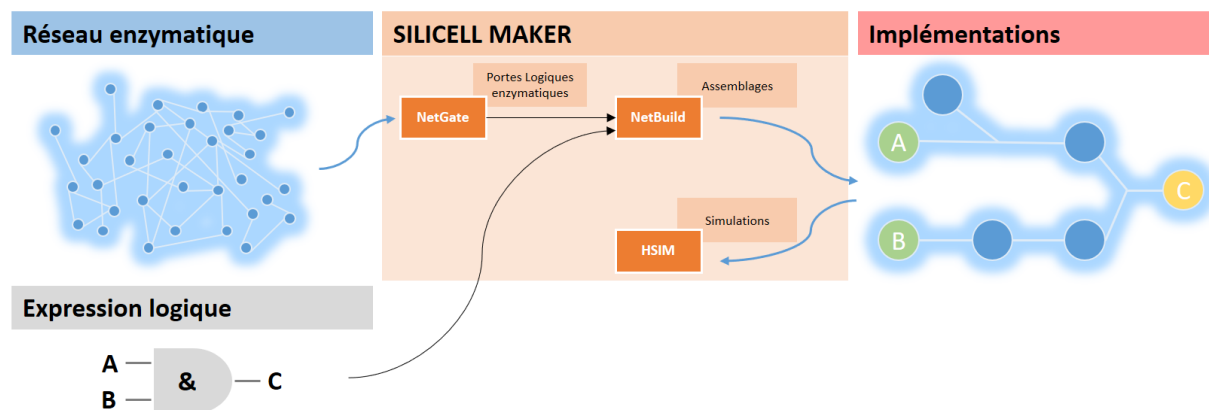 Réseau enzymatique
SILICELL MAKER
Implémentations
Portes Logiques
enzymatiques
Assemblages
NetGate
NetBuild
A
C
Simulations
B
HSIM
Expression logique
A
& C
B